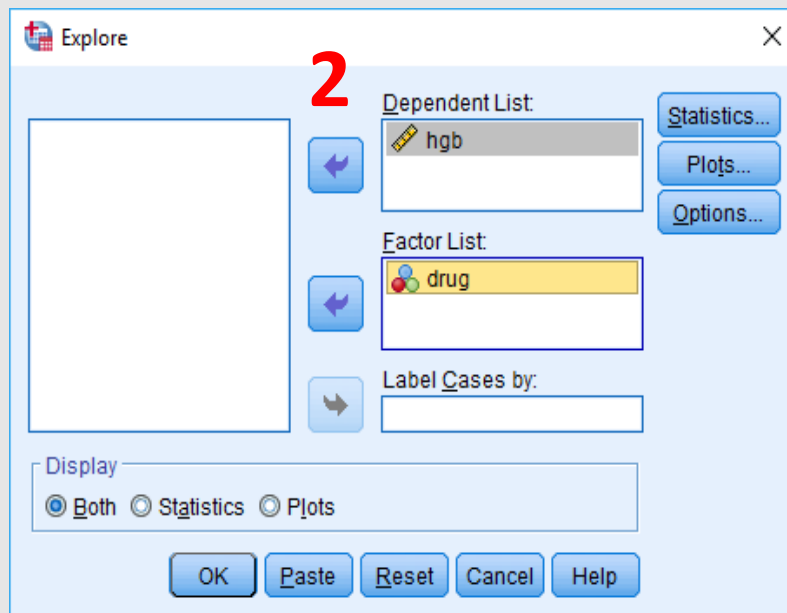 Explore
2
Dependent List:
hgb
Statistics...
Plots...
Options...
Factor List:
drug
Label Cases by:
Display
Both Statistics Plots
OK Paste Reset Cancel Help